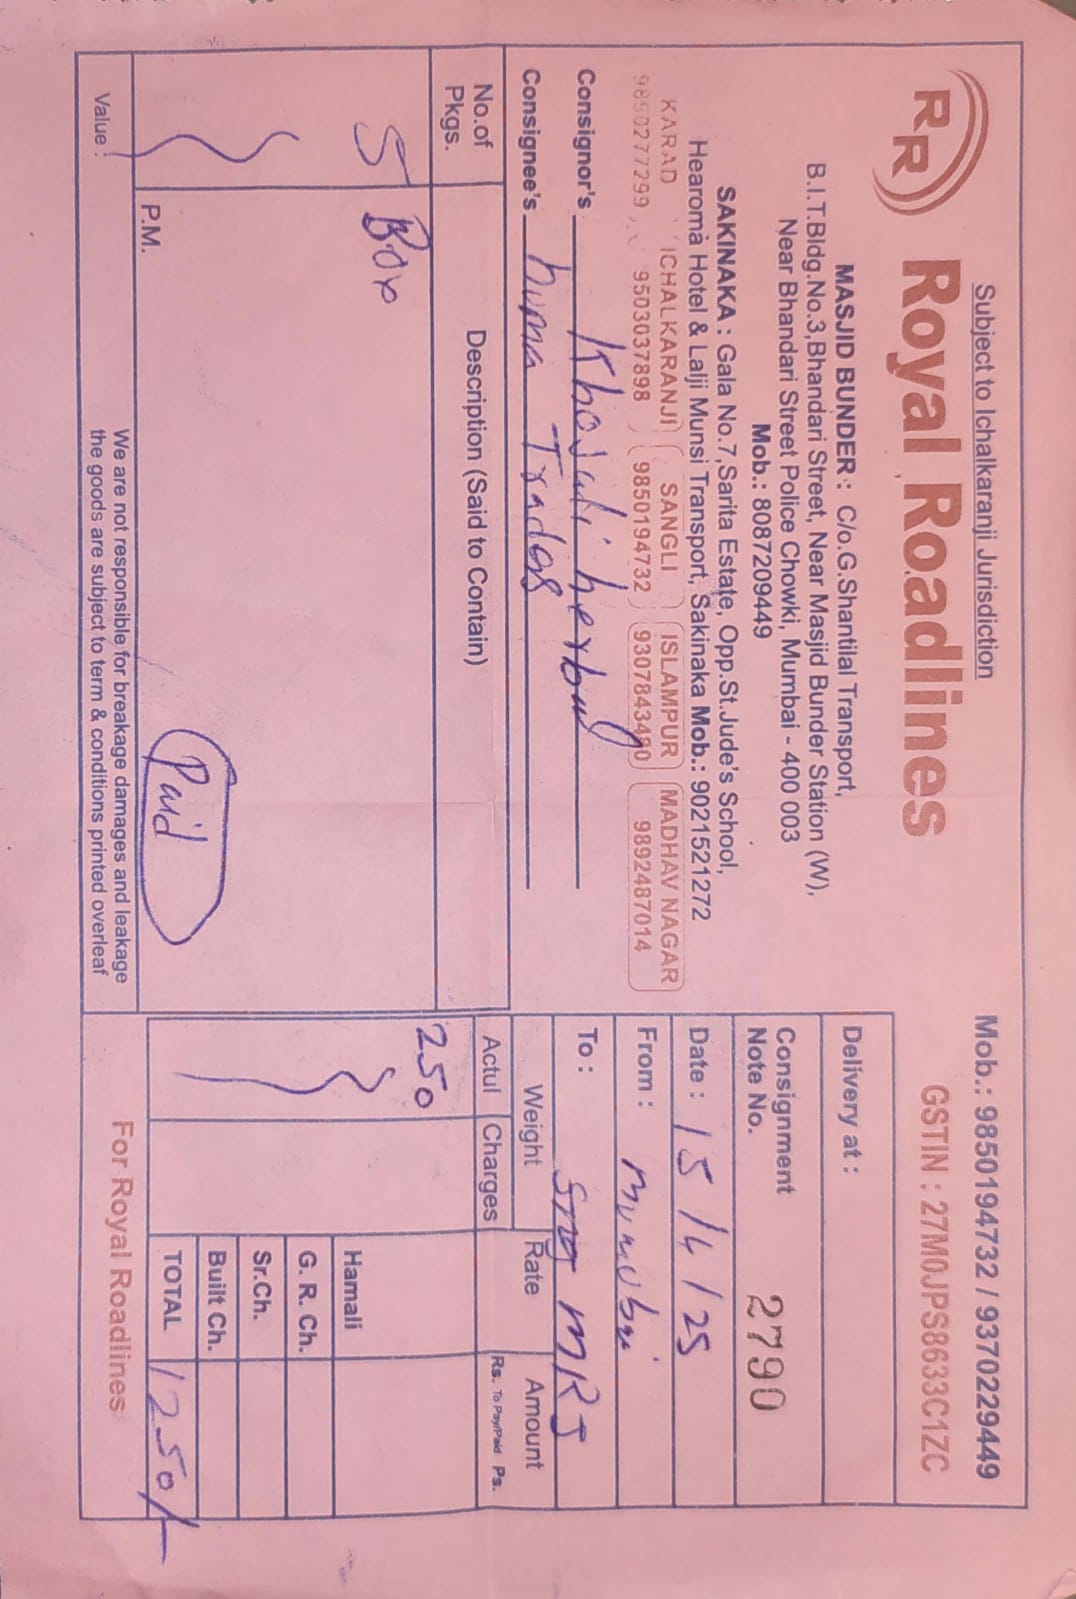 Subject to Ichalkaranji Jurisdiction
Mob.: 9850194732 / 9370229449
RR
Royal Roadlines
GSTIN : 27M0JPS8633C1ZC
MASJID BUNDER : C/o.G.Shantilal Transport,
B.I.T.Bldg.No.3,Bhandari Street, Near Masjid Bunder Station (W),
Near Bhandari Street Police Chowki, Mumbai - 400 003
Mob.: 8087209449
SAKINAKA : Gala No.7,Sarita Estate, Opp.St.Jude's School,
Hearoma Hotel & Lalji Munsi Transport, Sakinaka Mob.: 9021521272
KARAD ICHALKARANJI SANGLI ISLAMPUR MADHAV NAGAR
9890277299 9503037898 9850194732 9307843480 9892487014
Consignor's Khojati herbal
Consignee's huma Trades
Delivery at :
Consignment
Note No. 2790
Date : 15/4/25
From : Mumbai
To :
No.of
Pkgs.
Description (Said to Contain)
Weight Rate Amount
Actul Charges Rs. To Pay/Paid Ps.
5 Box
250
Hamali
G. R. Ch.
Sr.Ch.
Built Ch.
TOTAL 1250/-
P.M.
Paid
Value :
We are not responsible for breakage damages and leakage
the goods are subject to term & conditions printed overleaf
For Royal Roadlines